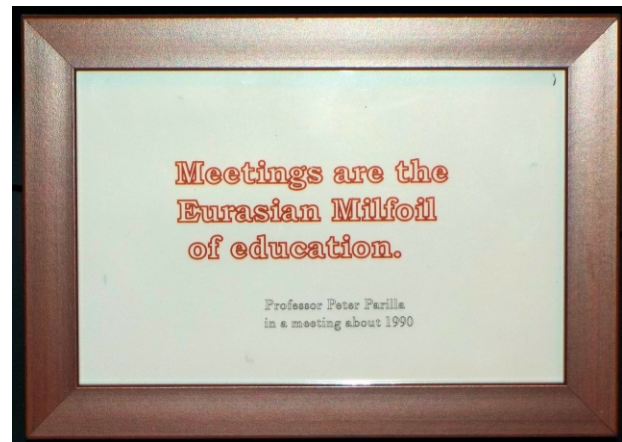 Meetings are the
Eurasian Milfoil
of education.
Professor Peter Parilla
in a meeting about 1990